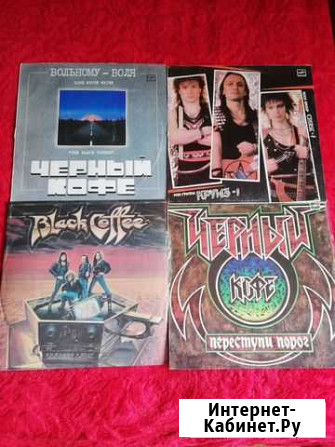 ВОЛЬНОМУ – ВОЛЯ
ЧЕРНЫЙ
КОФЕ
КРУИЗ-1
Black Coffee
ЧЕРНЫЙ
КОФЕ
переступи порог
Интернет-
Кабинет.Ру